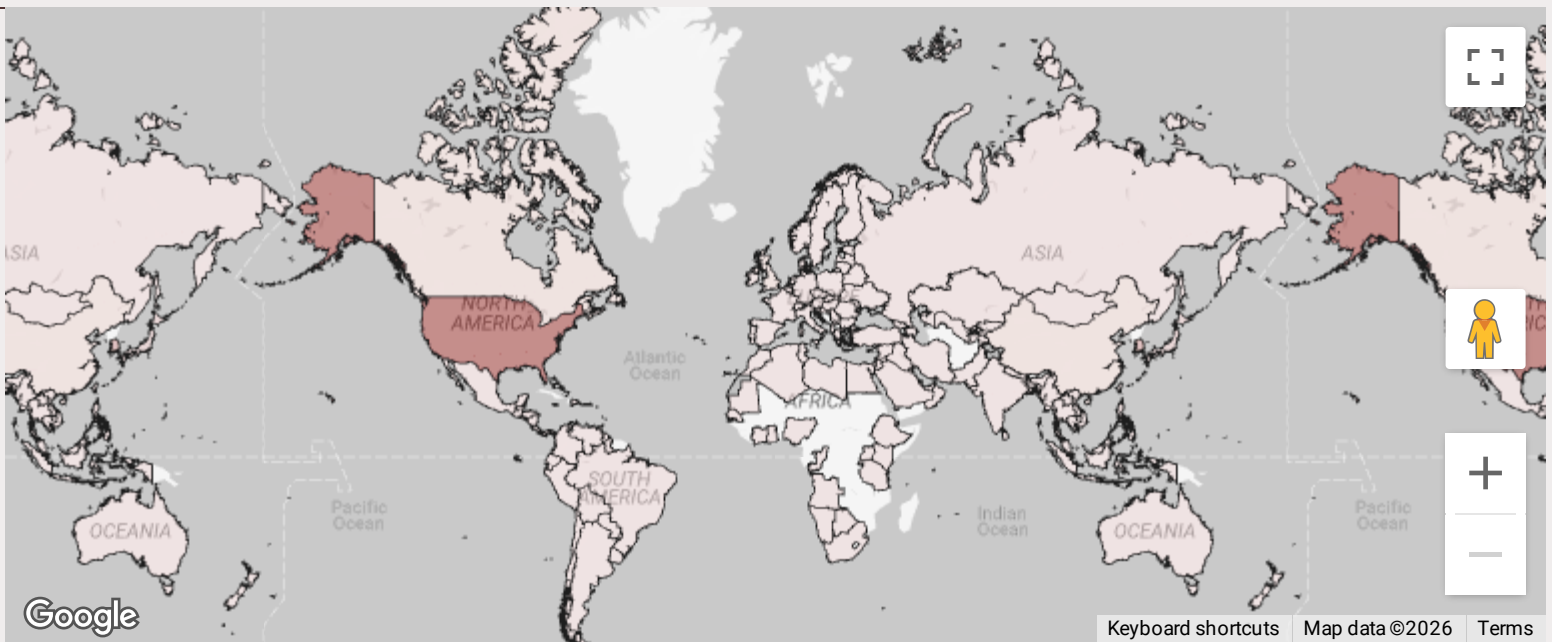 ASIA
NORTH
AMERICA
Atlantic
Ocean
EUROPE
ASIA
AFRICA
SOUTH
AMERICA
Pacific
Ocean
OCEANIA
Indian
Ocean
OCEANIA
Pacific
Ocean
Google
Keyboard shortcuts
Map data ©2026
Terms